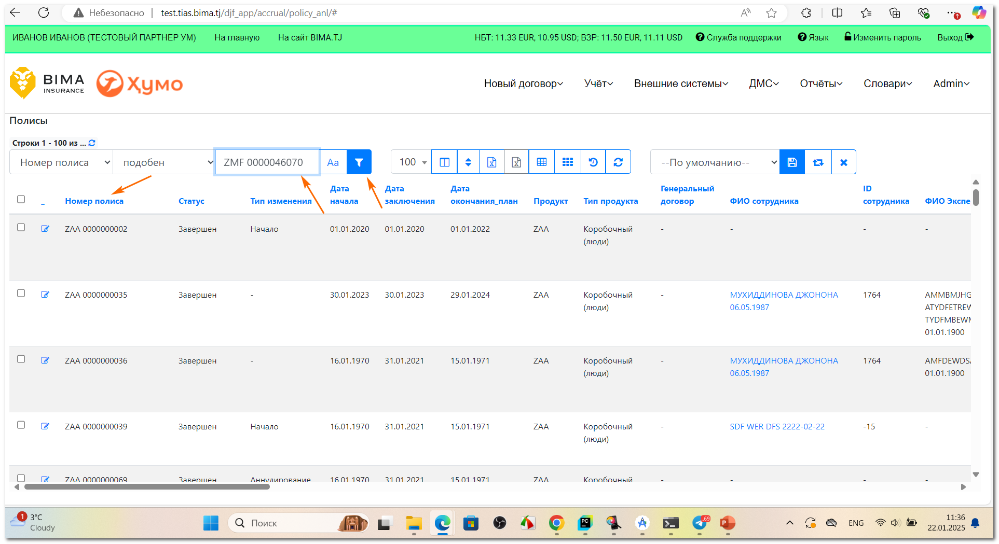 Небезопасно | test.tias.bima.tj/djf_app/accrual/policy_anl/#
ИВАНОВ ИВАНОВ (ТЕСТОВЫЙ ПАРТНЕР УМ) На главную На сайт BIMA.TJ НБТ: 11.33 EUR, 10.95 USD; ВЗР: 11.50 EUR, 11.11 USD Служба поддержки Язык Изменить пароль Выход
BIMA
INSURANCE
Ҳумо
Новый договор Учёт Внешние системы ДМС Отчёты Словари Admin
Полисы
Строки 1 - 100 из ...
Номер полиса подобен ZMF 0000046070 Aa 100 --По умолчанию--
Номер полиса Статус Тип изменения Дата начала Дата заключения Дата окончания_план Продукт Тип продукта Генеральный договор ФИО сотрудника ID сотрудника ФИО Экспе
ZAA 0000000002 Завершен Начало 01.01.2020 01.01.2020 01.01.2022 ZAA Коробочный (люди) - - - -
ZAA 0000000035 Завершен - 30.01.2023 30.01.2023 29.01.2024 ZAA Коробочный (люди) - МУХИДДИНОВА ДЖОНОНА 06.05.1987 1764 AMMBMJHG ATYDFETREW TYDFMBEWM 01.01.1900
ZAA 0000000036 Завершен - 16.01.1970 31.01.2021 15.01.1971 ZAA Коробочный (люди) - МУХИДДИНОВА ДЖОНОНА 06.05.1987 1764 AMFDEWDSA 01.01.1900
ZAA 0000000039 Завершен Начало 16.01.1970 31.01.2021 15.01.1971 ZAA Коробочный (люди) - SDF WER DFS 2222-02-22 -15 -
ZAA 0000000069 Завершен Аннулирование 16.01.1970 31.01.2021 15.01.1971 ZAA Коробочный - - - -
1 3°C
Cloudy
Поиск
PC
69
ENG
11:36
22.01.2025